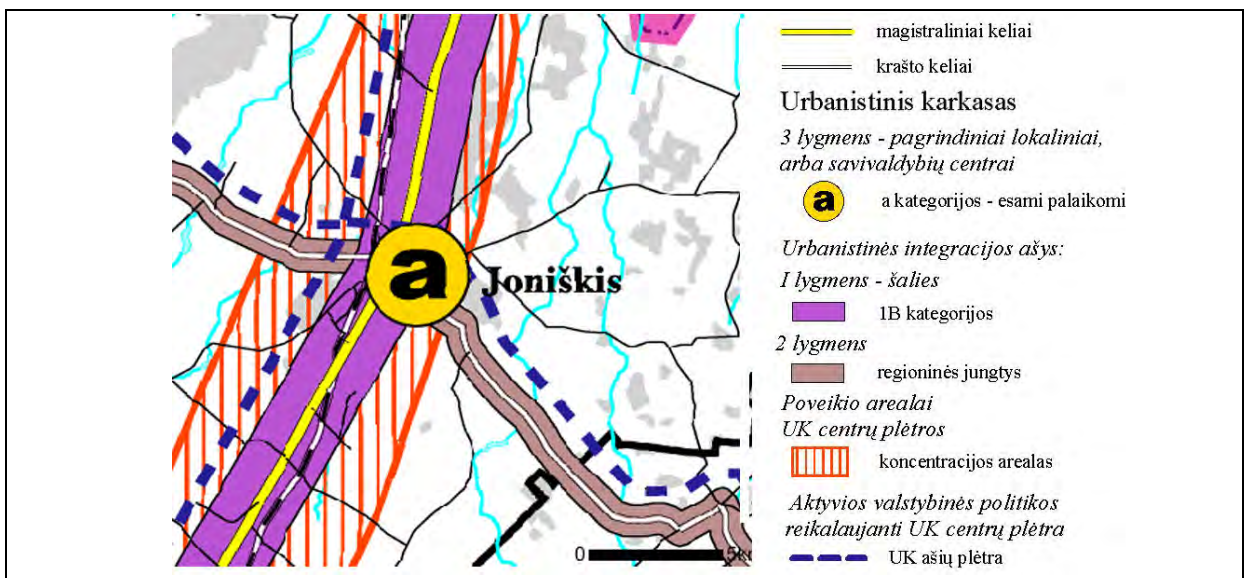 a
Joniškis
0 5km
magistraliniai keliai
krašto keliai
Urbanistinis karkasas
3 lygmens - pagrindiniai lokaliniai,
arba savivaldybių centrai
a
a kategorijos - esami palaikomi
Urbanistinės integracijos ašys:
I lygmens - šalies
1B kategorijos
2 lygmens
regioninės jungtys
Poveikio arealai
UK centrų plėtros
koncentracijos arealas
Aktyvios valstybinės politikos
reikalaujanti UK centrų plėtra
UK ašių plėtra